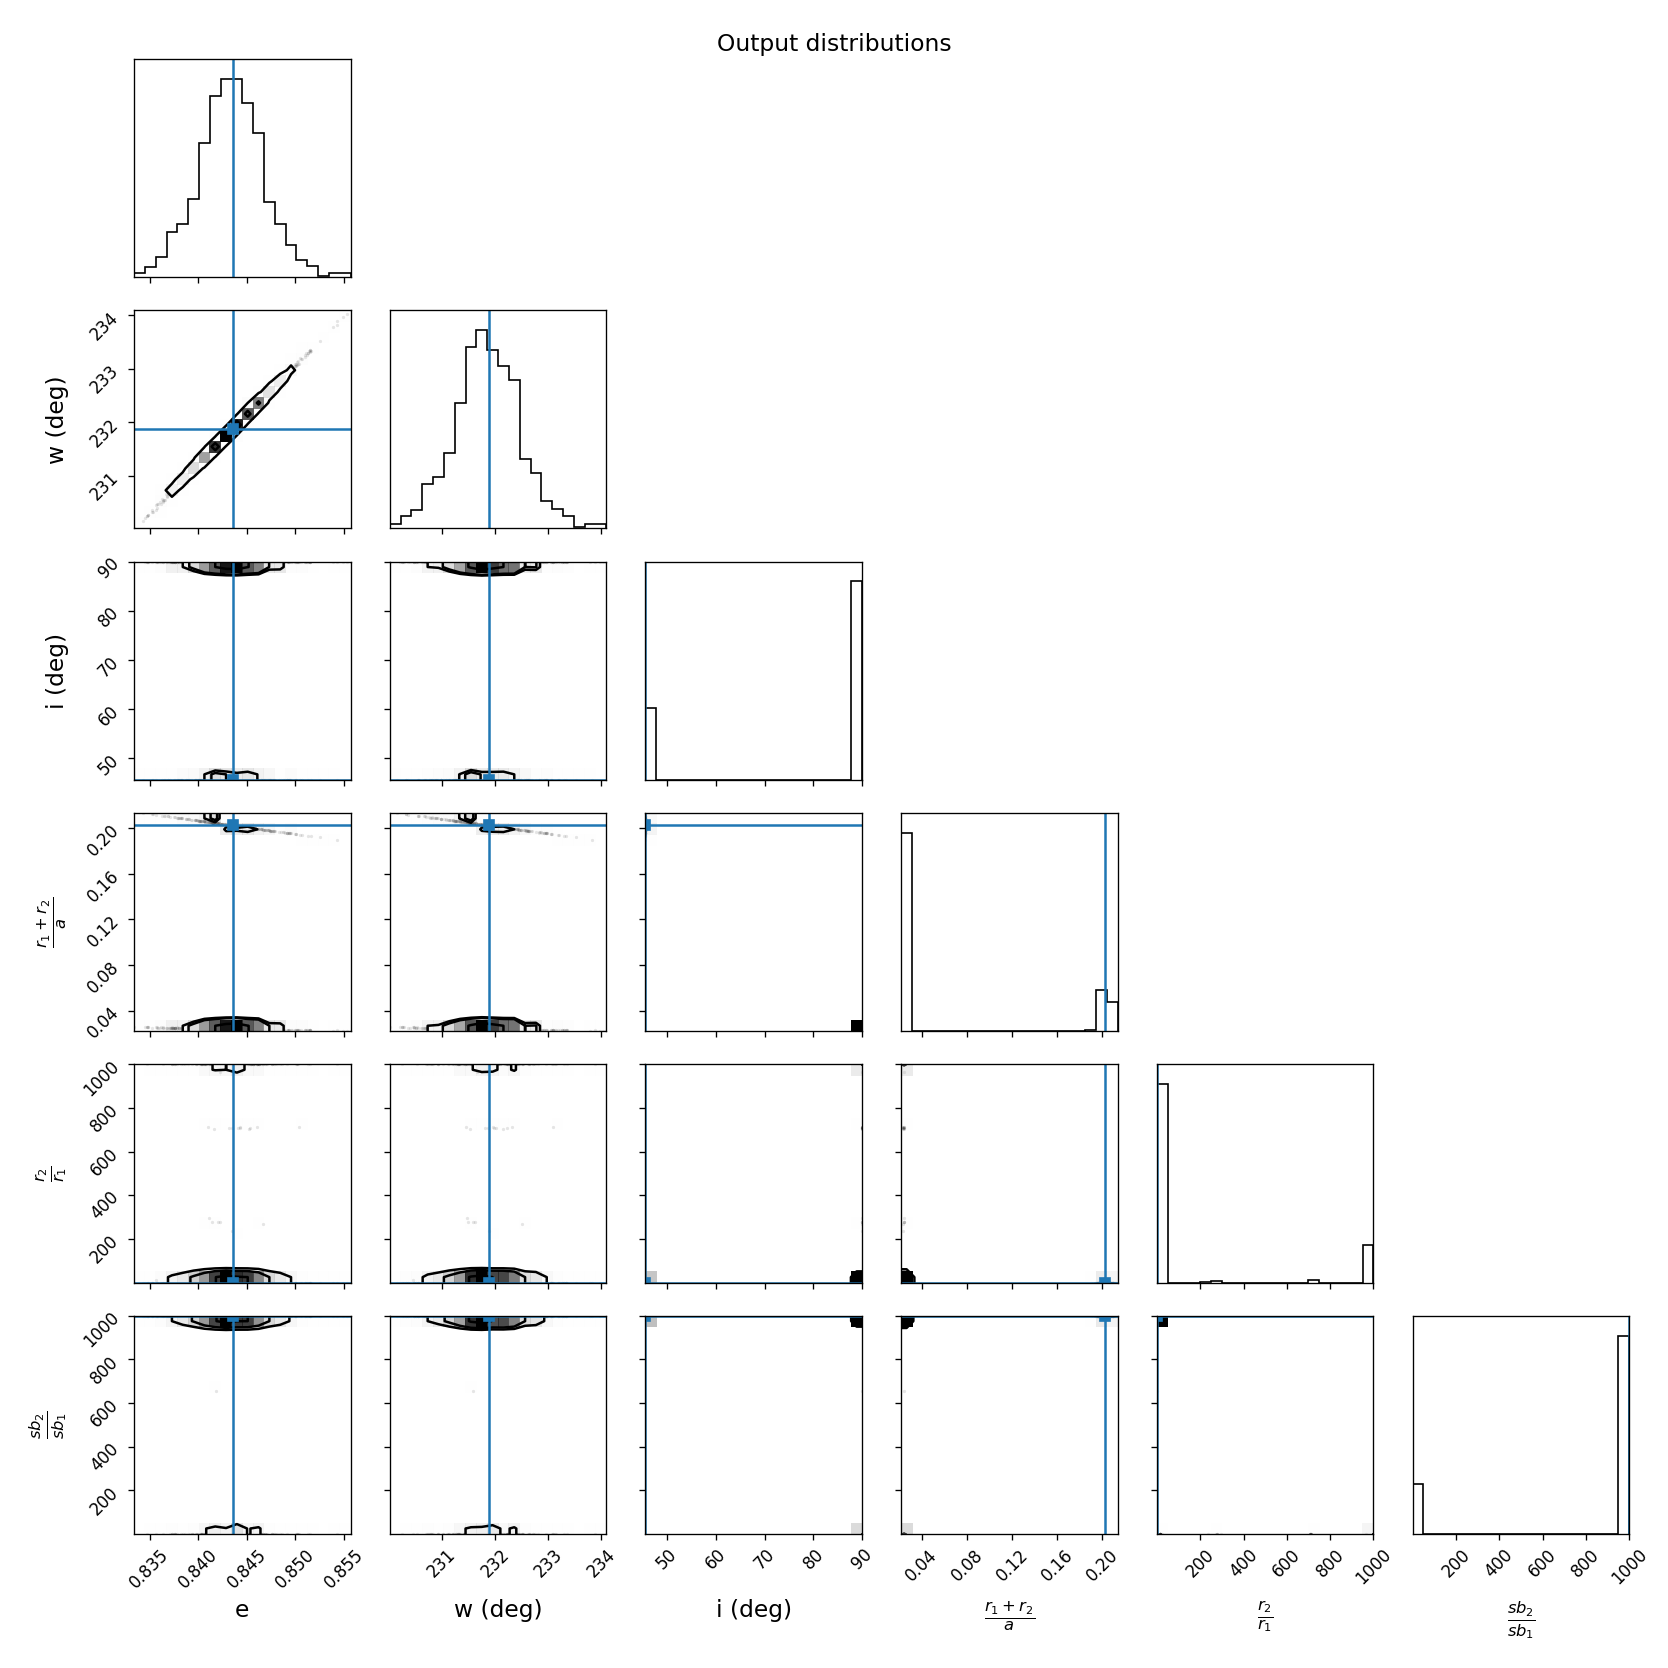 Output distributions
234
233
232
231
w (deg)
90
80
70
60
50
i (deg)
0.20
0.16
0.12
0.08
0.04
r₁ + r₂
a
1000
800
600
400
200
r₂
r₁
1000
800
600
400
200
sb₂
sb₁
0.835 0.840 0.845 0.850 0.855 231 232 233 234 50 60 70 80 90 0.04 0.08 0.12 0.16 0.20 200 400 600 800 1000 200 400 600 800 1000
e w (deg) i (deg)
r₁ + r₂
a
r₂
r₁
sb₂
sb₁